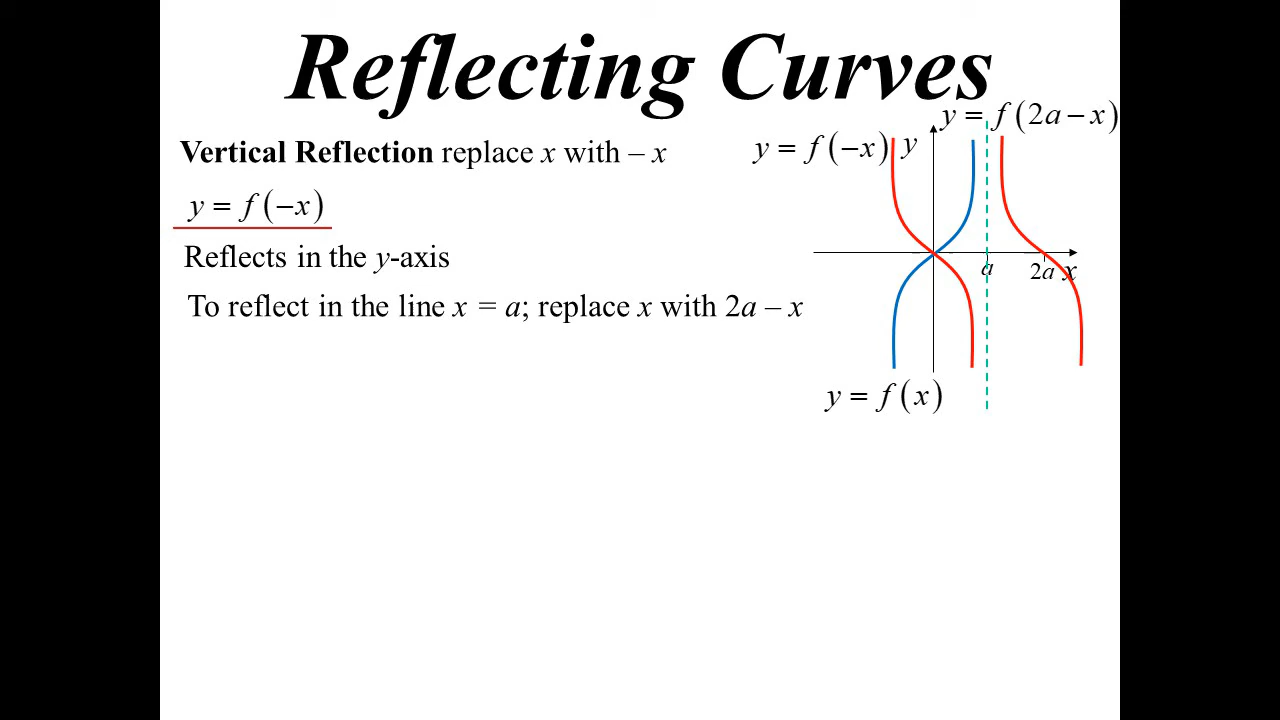 Reflecting Curves
Vertical Reflection replace x with – x
y = f(−x)
Reflects in the y-axis
To reflect in the line x = a; replace x with 2a – x
y = f(2a − x)
y = f(−x)
y
a
2a
x
y = f(x)